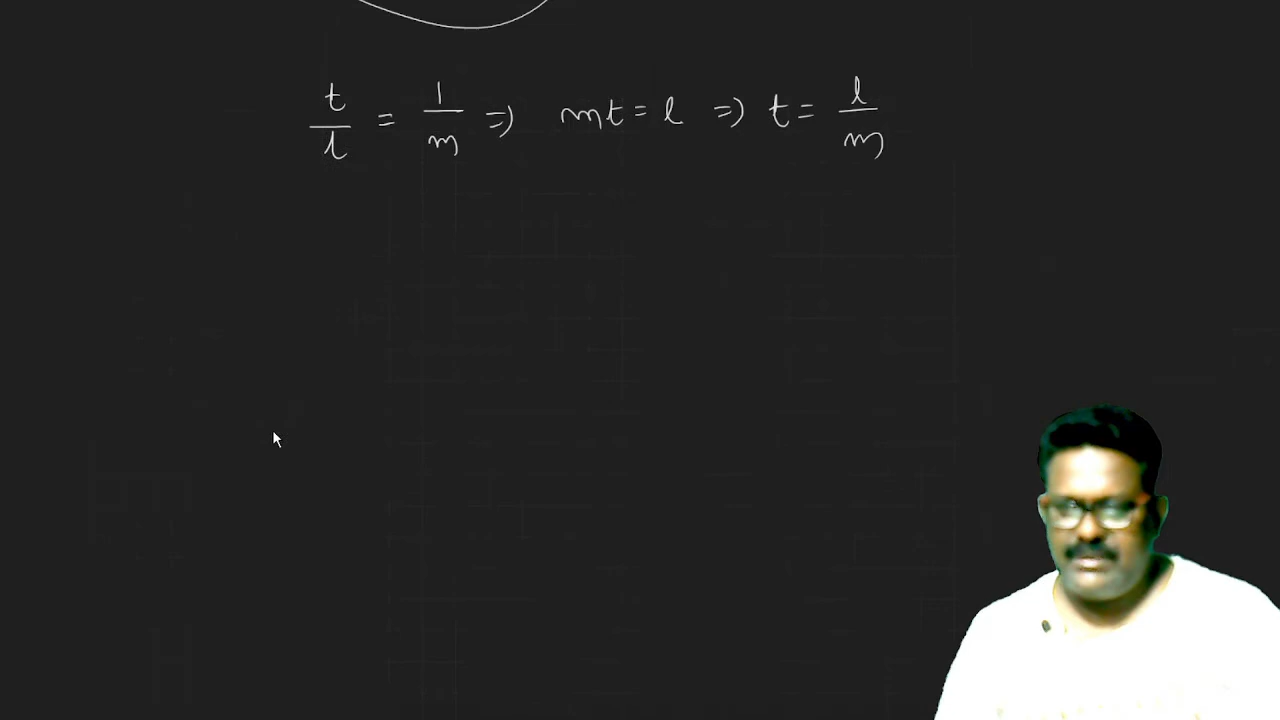 t/l = 1/m => mt = l => t = l/m